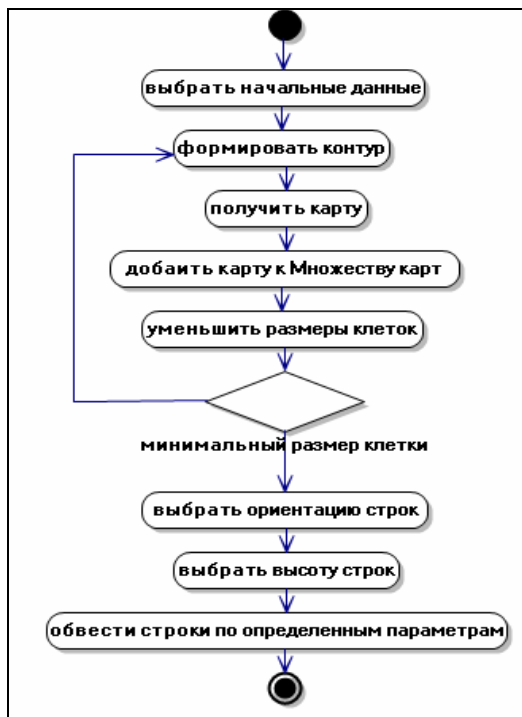 выбрать начальные данные
формировать контур
получить карту
добаить карту к Множеству карт
уменьшить размеры клеток
минимальный размер клетки
выбрать ориентацию строк
выбрать высоту строк
обвести строки по определенным параметрам